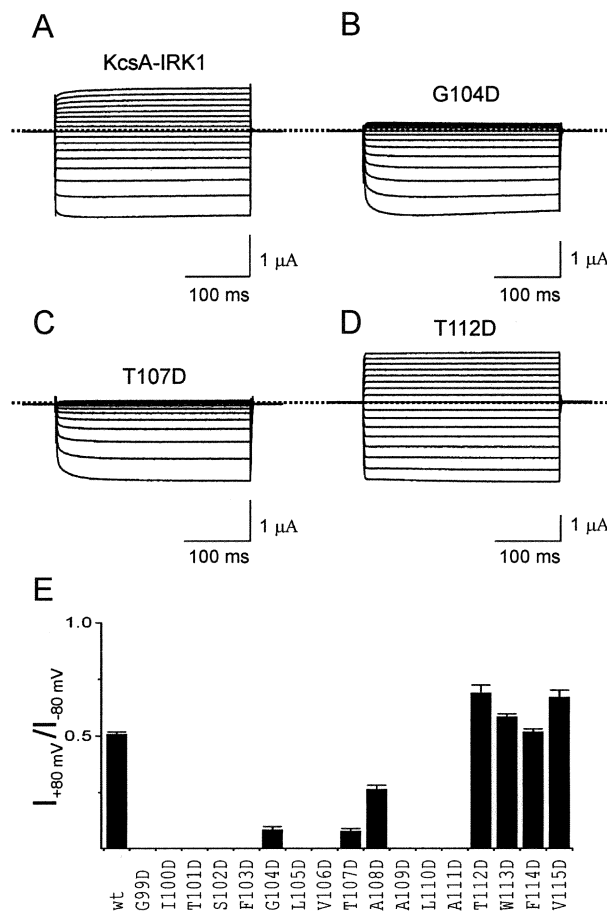 A
KcsA-IRK1
1 μA
100 ms
B
G104D
1 μA
100 ms
C
T107D
1 μA
100 ms
D
T112D
1 μA
100 ms
E
I+80 mV/I-80 mV
1.0
0.5
wt
G99D
I100D
T101D
S102D
F103D
G104D
L105D
V106D
T107D
A108D
A109D
L110D
A111D
T112D
W113D
F114D
V115D